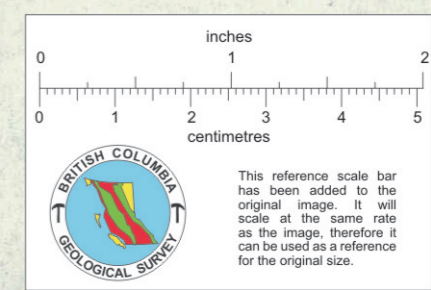 inches
0 1 2
0 1 2 3 4 5
centimetres
BRITISH COLUMBIA
GEOLOGICAL SURVEY
This reference scale bar
has been added to the
original image. It will
scale at the same rate
as the image, therefore it
can be used as a reference
for the original size.